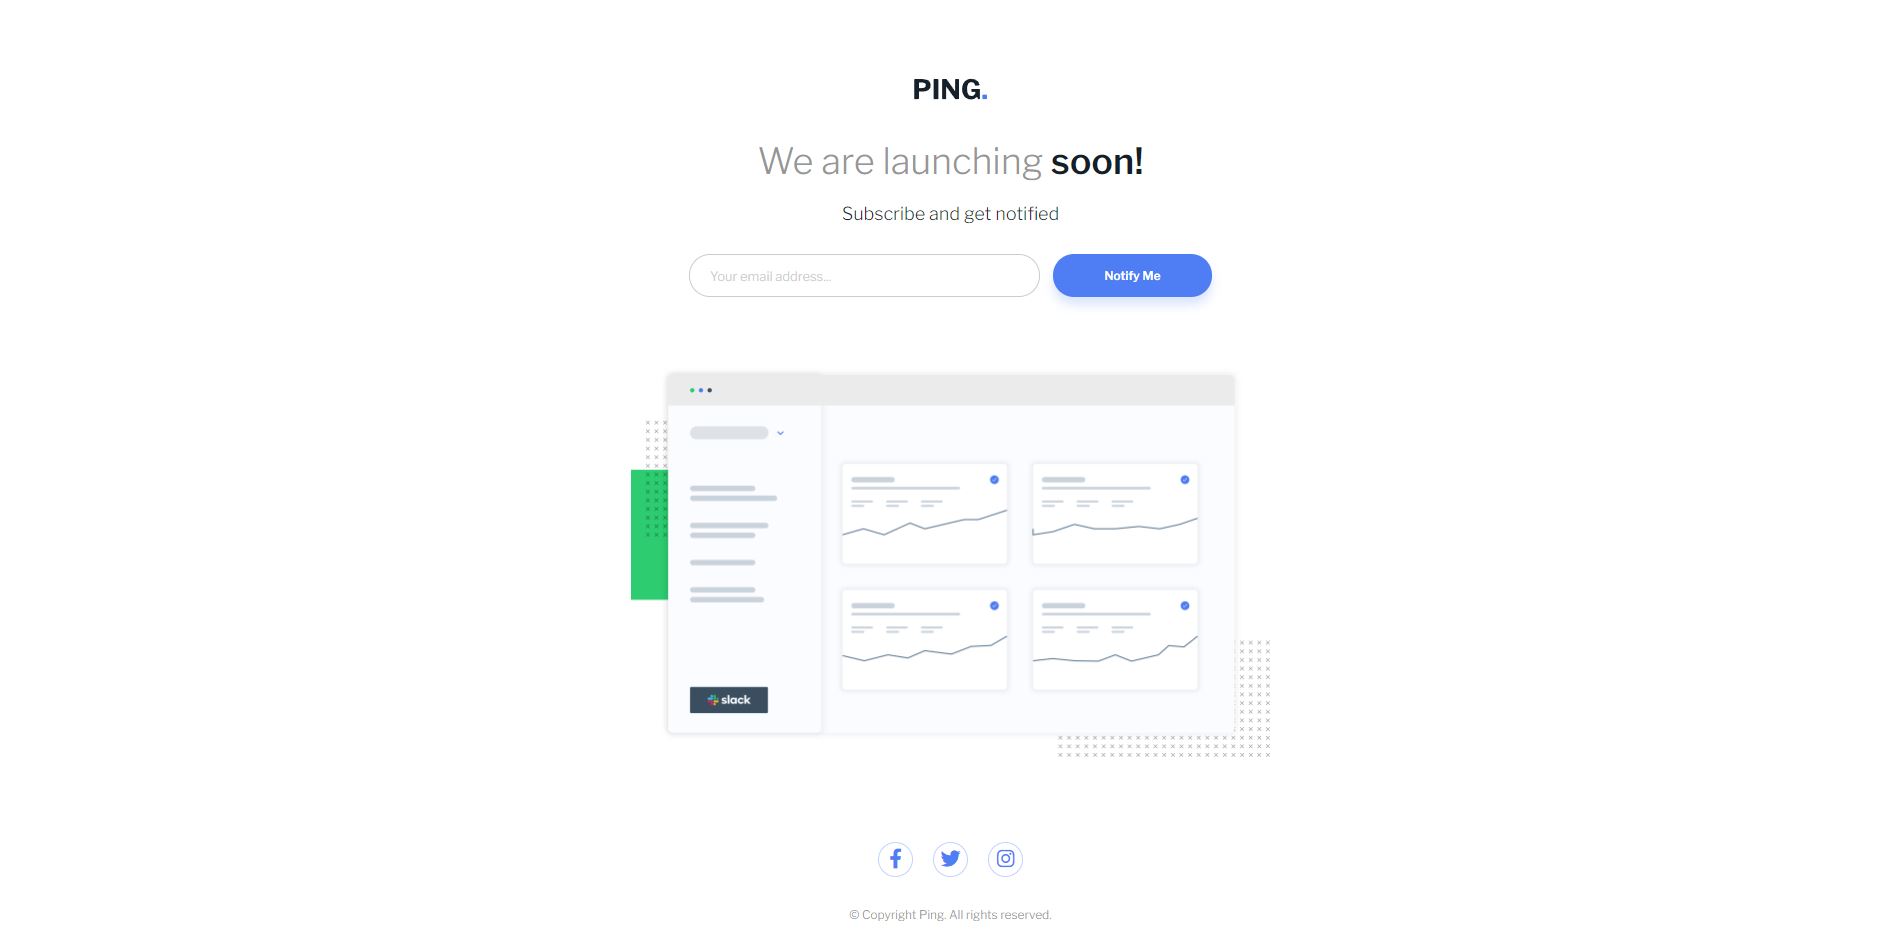 PING.
We are launching soon!
Subscribe and get notified
Your email address...
Notify Me
slack
© Copyright Ping. All rights reserved.